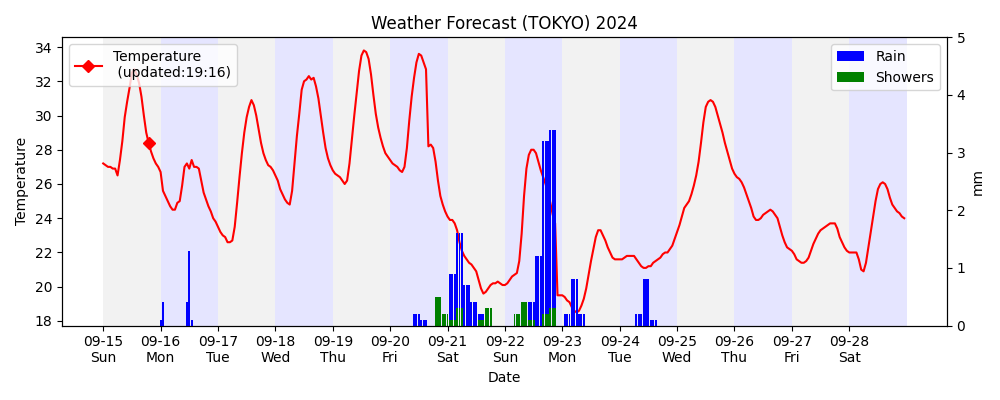 Weather Forecast (TOKYO) 2024
Temperature
(updated:19:16)
Rain
Showers
Temperature
34
32
30
28
26
24
22
20
18
5
4
3
2
1
0
mm
09-15 09-16 09-17 09-18 09-19 09-20 09-21 09-22 09-23 09-24 09-25 09-26 09-27 09-28
Sun Mon Tue Wed Thu Fri Sat Sun Mon Tue Wed Thu Fri Sat
Date